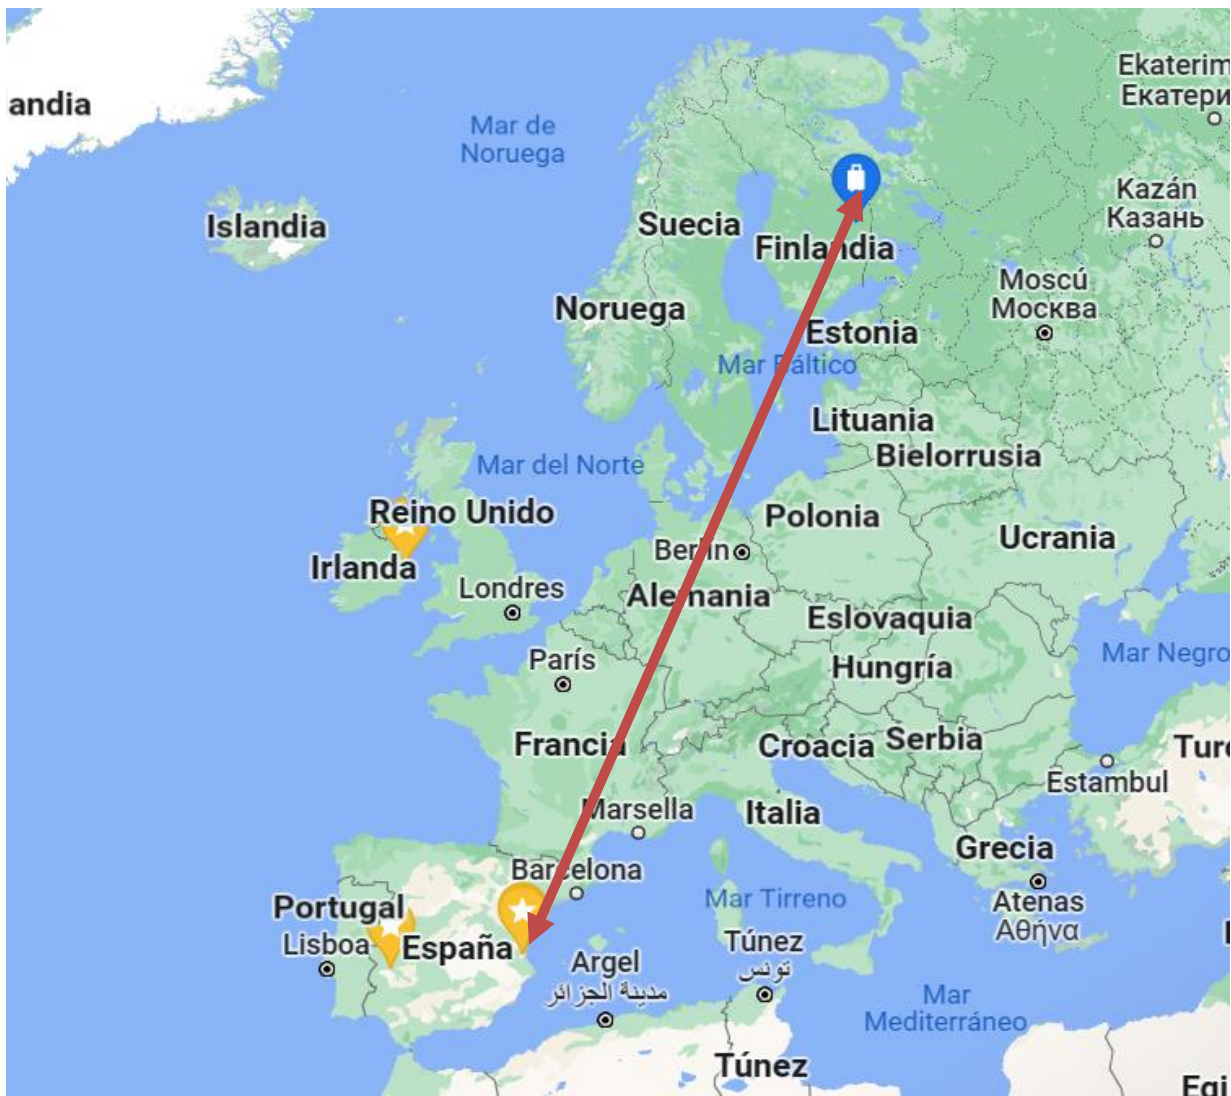 Ekaterim
Екатери
andia
Mar de
Noruega
Kazán
Казань
Islandia
Suecia
Finlandia
Moscú
Москва
Noruega
Estonia
Mar Báltico
Lituania
Bielorrusia
Mar del Norte
Reino Unido
Polonia
Ucrania
Berlín
Irlanda
Londres
Alemania
Eslovaquia
París
Mar Negro
Hungría
Francia
Croacia
Serbia
Turq
Estambul
Marsella
Italia
Grecia
Barcelona
Mar Tirreno
Atenas
Αθήνα
Portugal
Lisboa
España
Argel
مدينة الجزائر
Túnez
تونس
Mar
Mediterráneo
Túnez
Egi